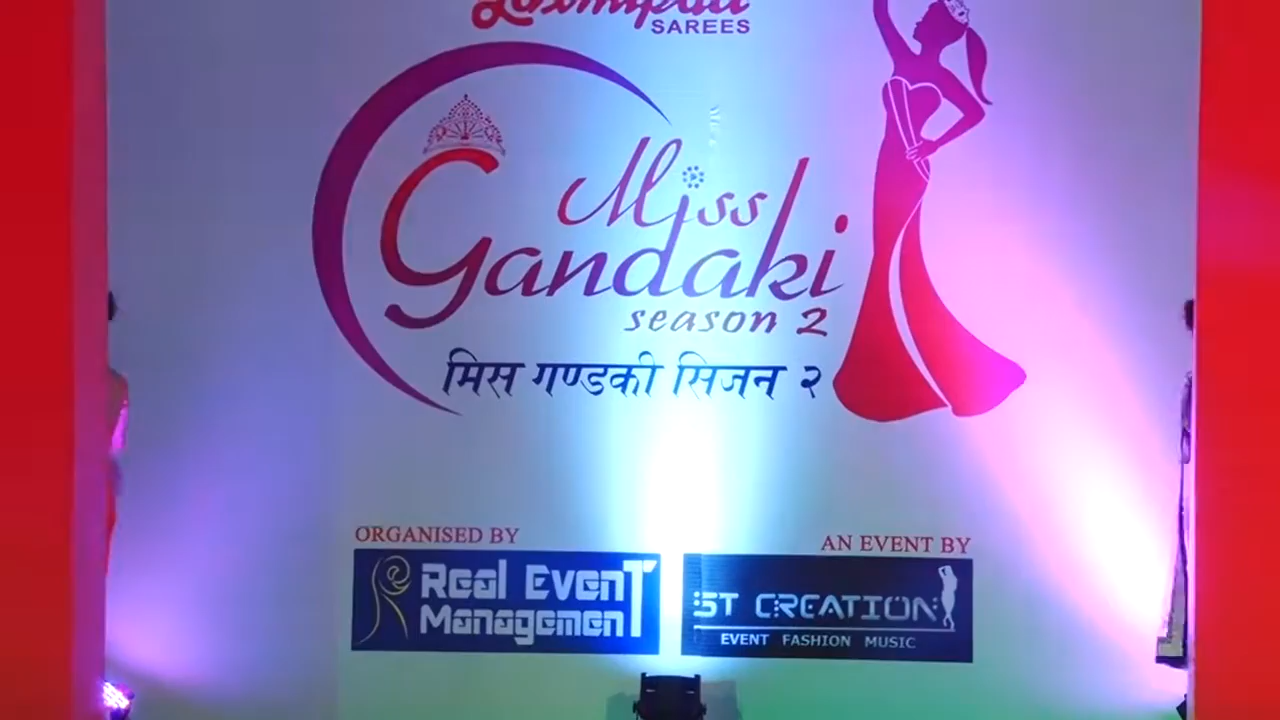 Laxmipati
SAREES
Miss
Gandaki
season 2
मिस गण्डकी सिजन २
ORGANISED BY
Real Event
Management
AN EVENT BY
ST CREATION
EVENT FASHION MUSIC